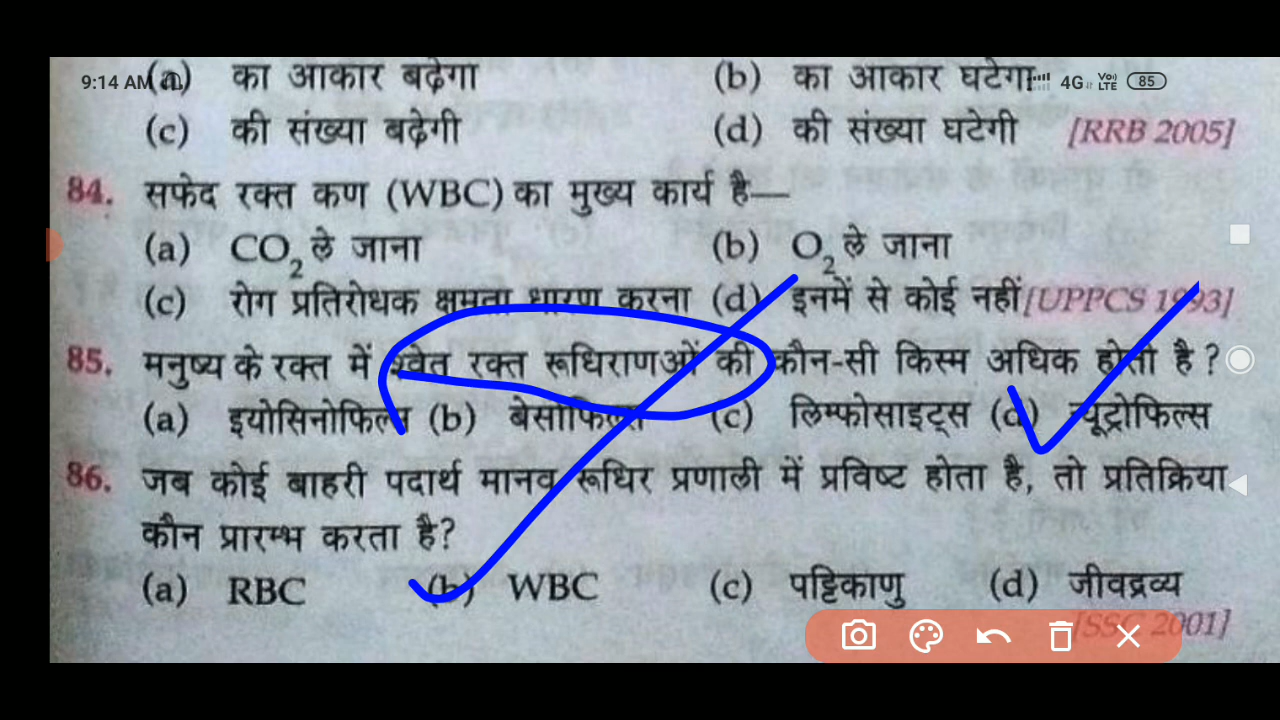 9:14 AM 4G Vo) LTE 85
(a) का आकार बढ़ेगा (b) का आकार घटेगा
(c) की संख्या बढ़ेगी (d) की संख्या घटेगी [RRB 2005]
84. सफेद रक्त कण (WBC) का मुख्य कार्य है—
(a) CO₂ ले जाना (b) O₂ ले जाना
(c) रोग प्रतिरोधक क्षमता धारण करना (d) इनमें से कोई नहीं [UPPCS 1993]
85. मनुष्य के रक्त में श्वेत रक्त रूधिराणओं की कौन-सी किस्म अधिक होती है ?
(a) इयोसिनोफिल्स (b) बेसोफिल्स (c) लिम्फोसाइट्स (d) न्यूट्रोफिल्स
86. जब कोई बाहरी पदार्थ मानव रूधिर प्रणाली में प्रविष्ट होता है, तो प्रतिक्रिया
कौन प्रारम्भ करता है?
(a) RBC (b) WBC (c) पट्टिकाणु (d) जीवद्रव्य
[SSC 2001]